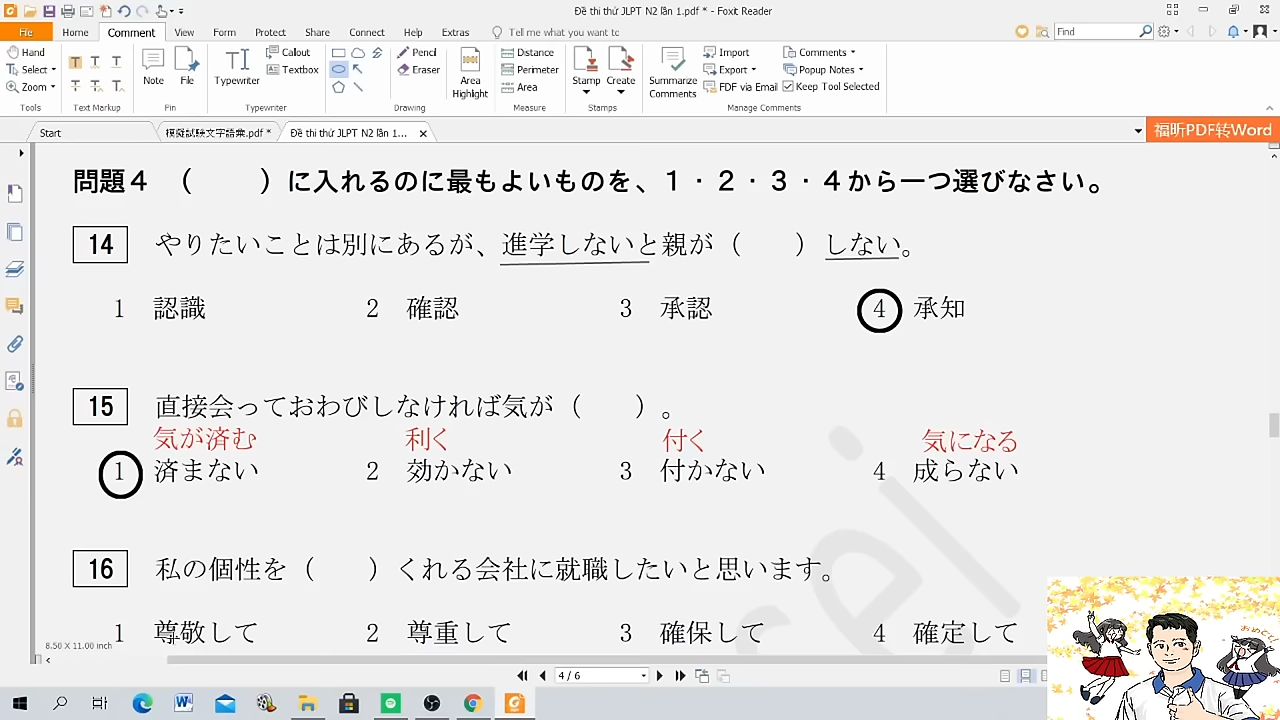 Đề thi thử JLPT N2 lần 1.pdf * - Foxit Reader
File Home Comment View Form Protect Share Connect Help Extras Tell me what you want to Find
Hand Select Zoom Note File Typewriter Callout Textbox Pencil Eraser Area Highlight Distance Perimeter Area Stamp Create Summarize Comments Import Export FDF via Email Comments Popup Notes Keep Tool Selected
Tools Text Markup Pin Typewriter Drawing Measure Stamps Manage Comments
Start 模擬試験文字語彙.pdf * Đề thi thử JLPT N2 lần 1... 福昕PDF转Word
問題４ （　　）に入れるのに最もよいものを、１・２・３・４から一つ選びなさい。
14 やりたいことは別にあるが、進学しないと親が（　　）しない。
1 認識 2 確認 3 承認 4 承知
15 直接会っておわびしなければ気が（　　）。
気が済む 利く 付く 気になる
1 済まない 2 効かない 3 付かない 4 成らない
16 私の個性を（　　）くれる会社に就職したいと思います。
1 尊敬して 2 尊重して 3 確保して 4 確定して
8.50 X 11.00 inch
4 / 6